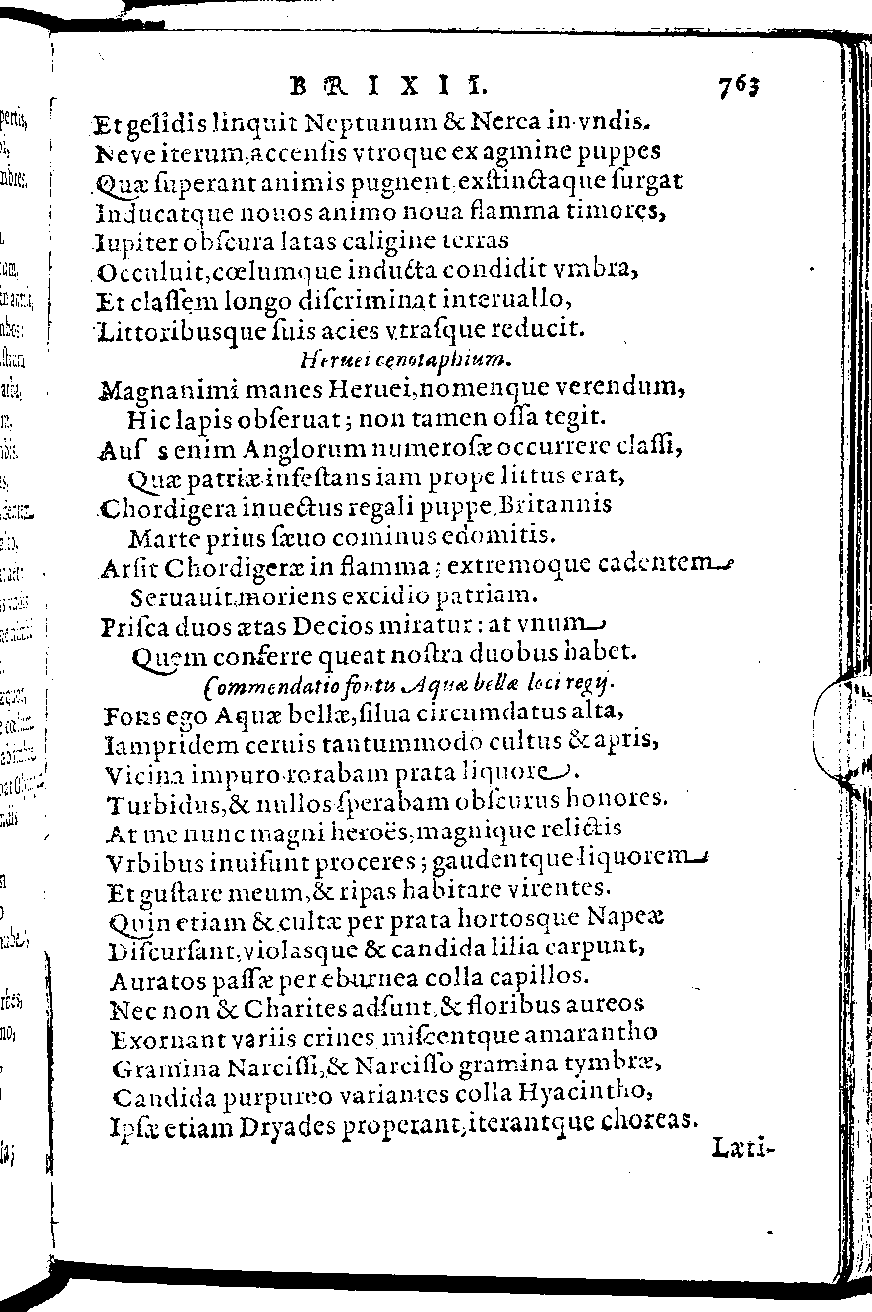 BRIXII. 763
Et gelidis linquit Neptunum & Nerea in vndis.
Neve iterum, accensis vtroque ex agmine puppes
Quæ superant animis pugnent, exstinctaque surgat
Inducatque nouos animo noua flamma timores,
Iupiter obscura latas caligine terras
Occuluit, cœlumque inducta condidit vmbra,
Et classem longo discriminat interuallo,
Littoribusque suis acies vtrasque reducit.
Heruei cenotaphium.
Magnanimi manes Heruei, nomenque verendum,
Hic lapis obseruat; non tamen ossa tegit.
Aus s enim Anglorum numerosæ occurrere classi,
Quæ patriæ infestans iam prope littus erat,
Chordigera inuectus regali puppe, Britannis
Marte prius sæuo cominus edomitis.
Arsit Chordigeræ in flamma; extremoque cadentem
Seruauit, moriens excidio patriam.
Prisca duos ætas Decios miratur: at vnum
Quem conferre queat nostra duobus habet.
Commendatio fontis Aquæ bellæ loci regij.
Fons ego Aquæ bellæ, silua circumdatus alta,
Iampridem ceruis tantummodo cultus & apris,
Vicina impuro rorabam prata liquore.
Turbidus, & nullos sperabam obscurus honores.
At me nunc magni heroës, magnique relictis
Vrbibus inuisunt proceres; gaudentque liquorem
Et gustare meum, & ripas habitare virentes.
Quin etiam & cultæ per prata hortosque Napeæ
Discursant, violasque & candida lilia carpunt,
Auratos passæ per eburnea colla capillos.
Nec non & Charites adsunt, & floribus aureos
Exornant variis crines miscentque amarantho
Gramina Narcissi, & Narcisso gramina tymbræ,
Candida purpureo variantes colla Hyacintho,
Ipsæ etiam Dryades properant, iterantque choreas.
Læti-